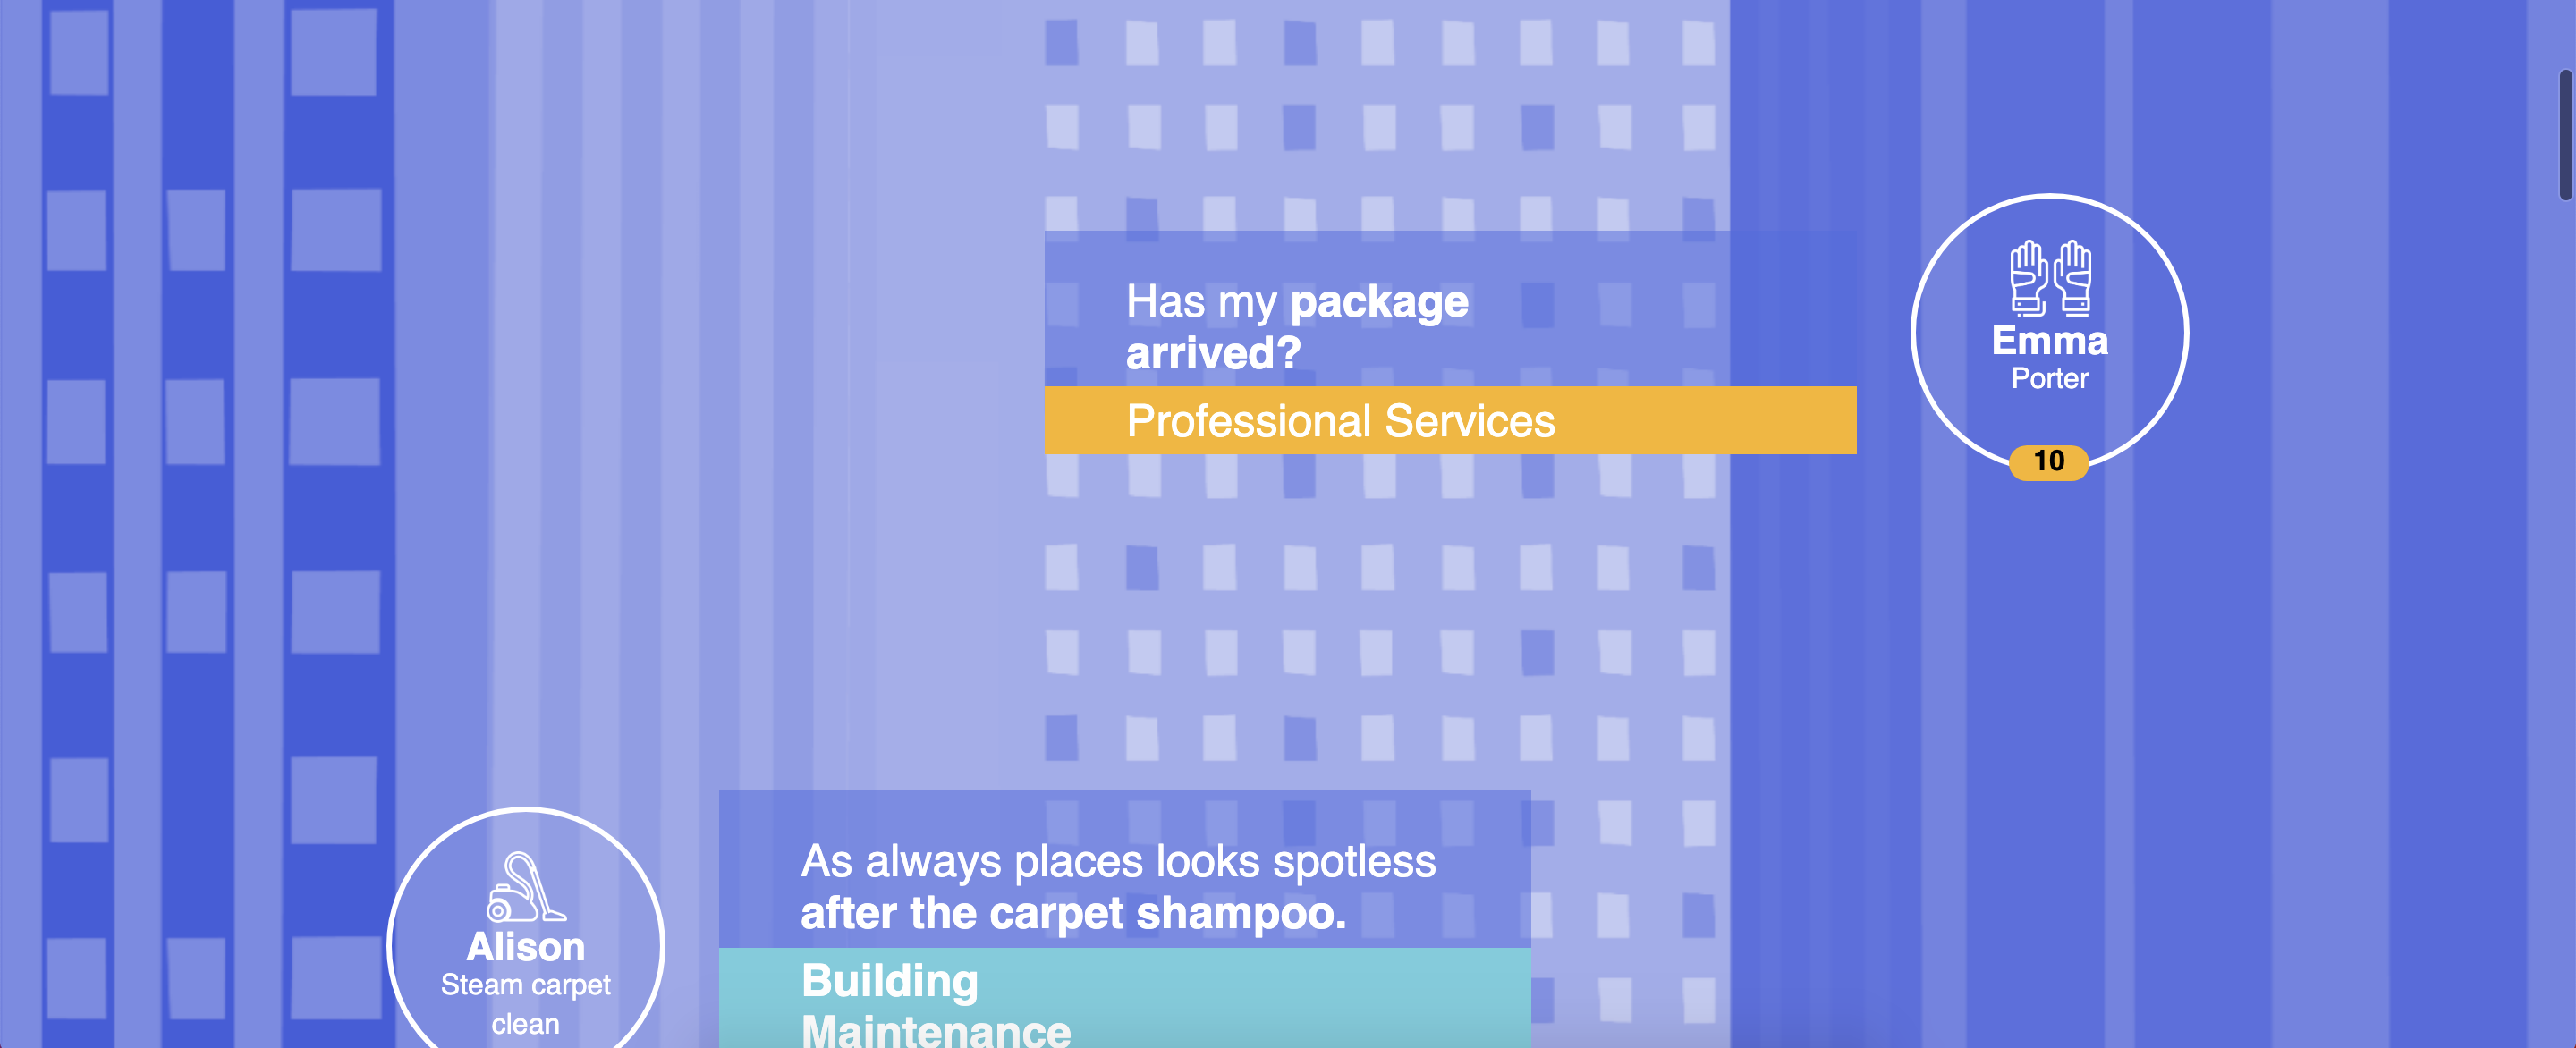 Has my package
arrived?
Professional Services
Emma
Porter
10
As always places looks spotless
after the carpet shampoo.
Building
Maintenance
Alison
Steam carpet
clean